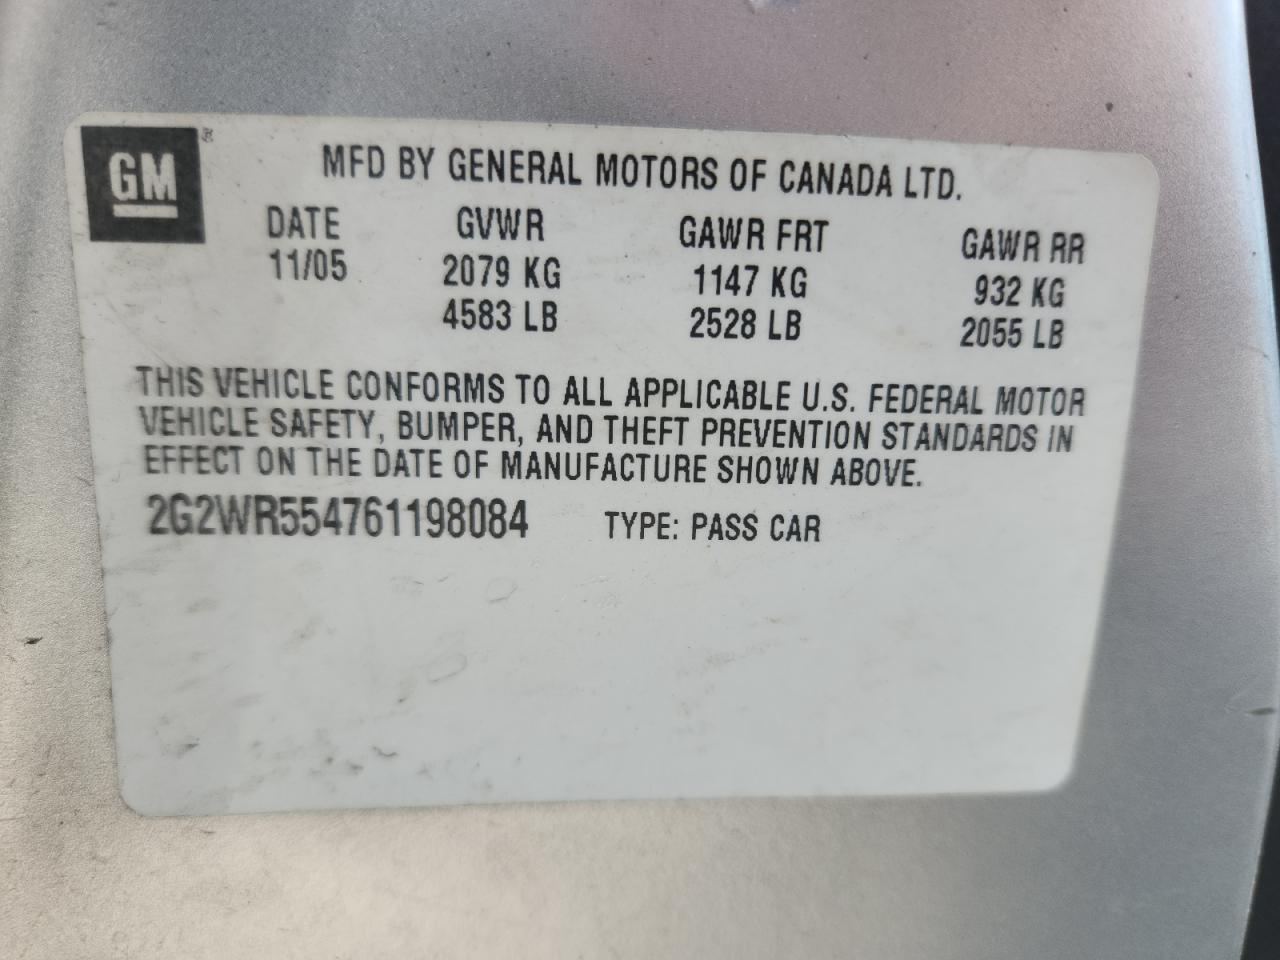 GM
MFD BY GENERAL MOTORS OF CANADA LTD.
DATE GVWR GAWR FRT GAWR RR
11/05 2079 KG 1147 KG 932 KG
4583 LB 2528 LB 2055 LB
THIS VEHICLE CONFORMS TO ALL APPLICABLE U.S. FEDERAL MOTOR
VEHICLE SAFETY, BUMPER, AND THEFT PREVENTION STANDARDS IN
EFFECT ON THE DATE OF MANUFACTURE SHOWN ABOVE.
2G2WR554761198084 TYPE: PASS CAR